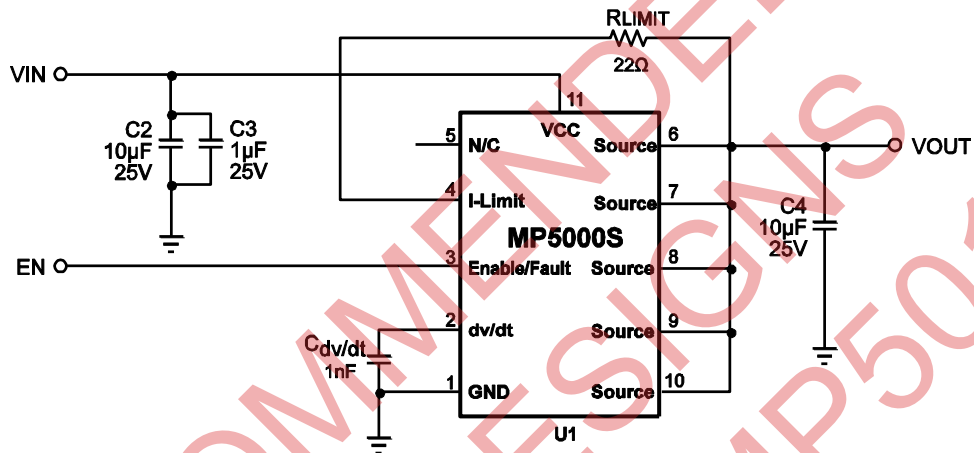 RLIMIT
22Ω
VIN
C2
10µF
25V
C3
1µF
25V
11
VCC
5
N/C
Source
6
VOUT
4
I-Limit
Source
7
MP5000S
C4
10µF
25V
EN
3
Enable/Fault
Source
8
2
dv/dt
Source
9
Cdv/dt
1nF
1
GND
Source
10
U1